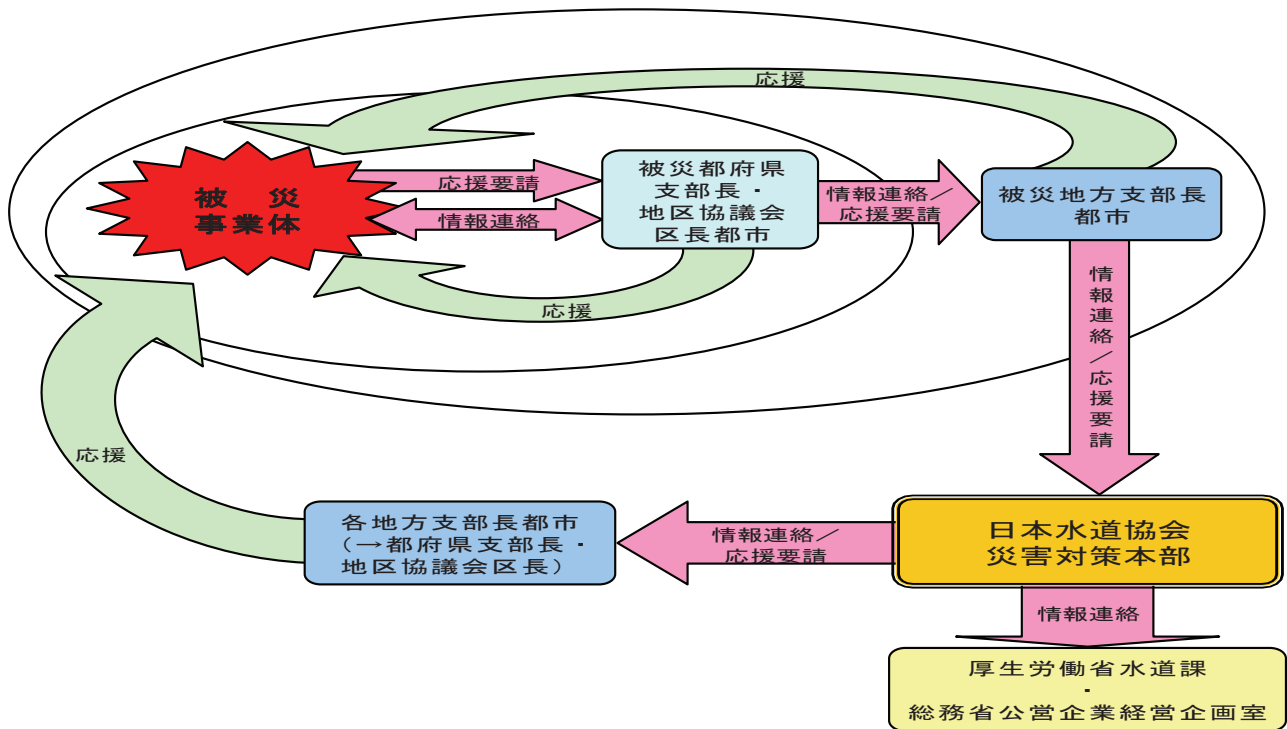 応援
被　災
事業体
応援要請
情報連絡
被災都府県
支部長・
地区協議会
区長都市
情報連絡／
応援要請
被災地方支部長
都市
応援
情報連絡／応援要請
応援
各地方支部長都市
（→都府県支部長・
地区協議会区長）
情報連絡／
応援要請
日本水道協会
災害対策本部
情報連絡
厚生労働省水道課
・
総務省公営企業経営企画室